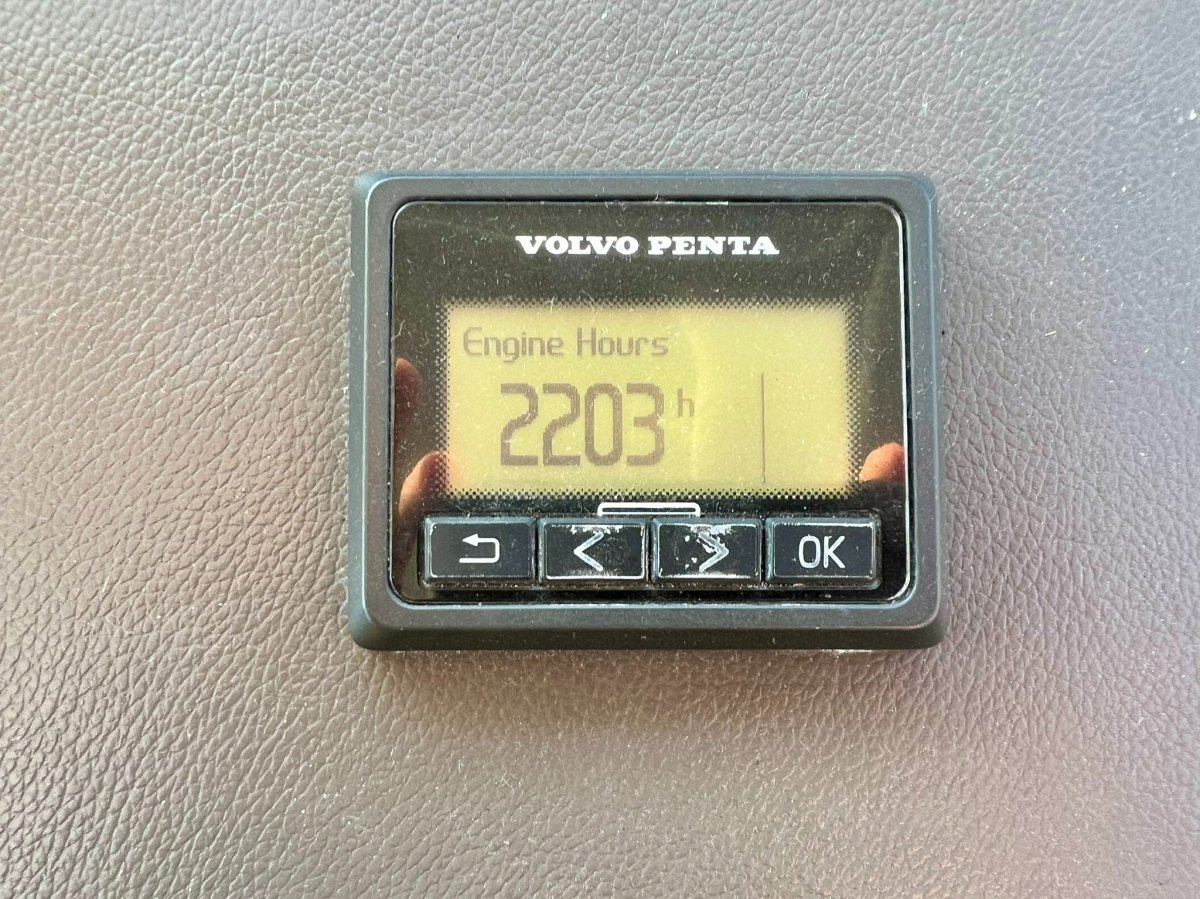 VOLVO PENTA
Engine Hours
2203 h
OK